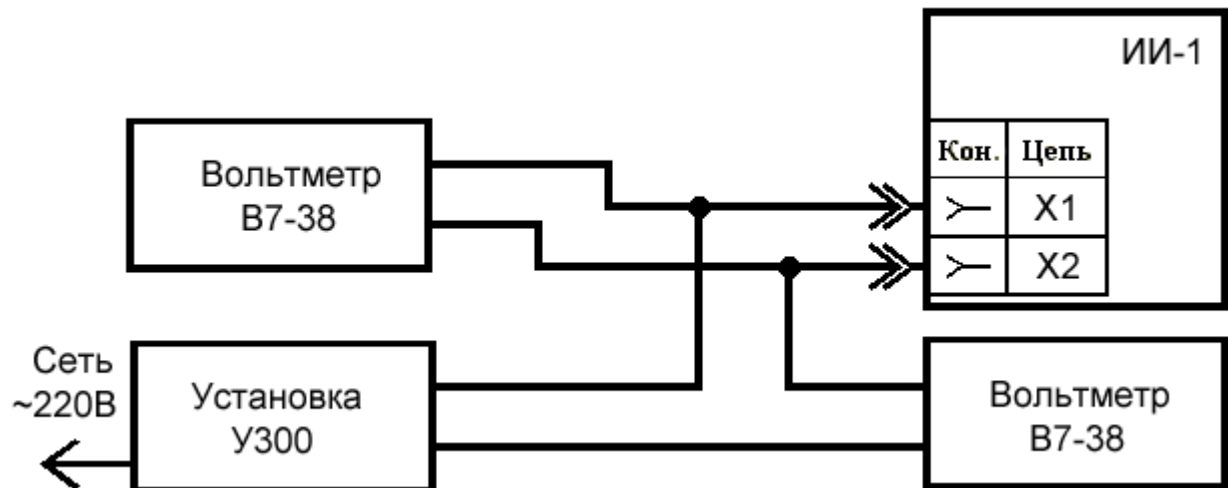 ИИ-1
Вольтметр
В7-38
Кон. Цепь
Х1
Х2
Сеть
~220В
Установка
У300
Вольтметр
В7-38